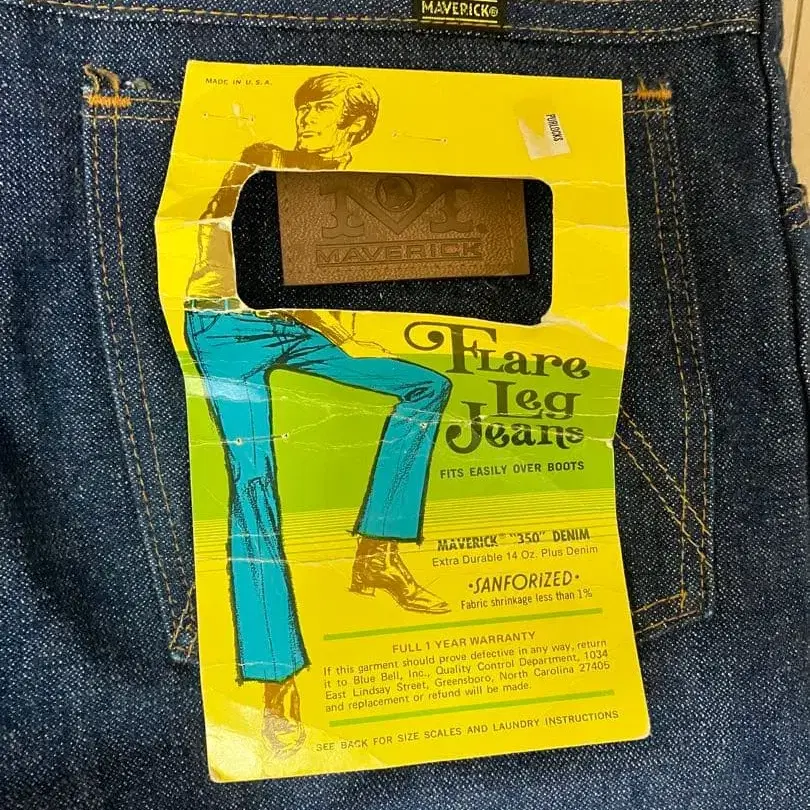 MAVERICK®
MADE IN U.S.A.
PURLOCKS
MAVERICK
Flare
Leg
Jeans
FITS EASILY OVER BOOTS
MAVERICK® "350" DENIM
Extra Durable 14 Oz. Plus Denim
•SANFORIZED•
Fabric shrinkage less than 1%
FULL 1 YEAR WARRANTY
If this garment should prove defective in any way, return
it to Blue Bell, Inc., Quality Control Department, 1034
East Lindsay Street, Greensboro, North Carolina 27405
and replacement or refund will be made.
SEE BACK FOR SIZE SCALES AND LAUNDRY INSTRUCTIONS